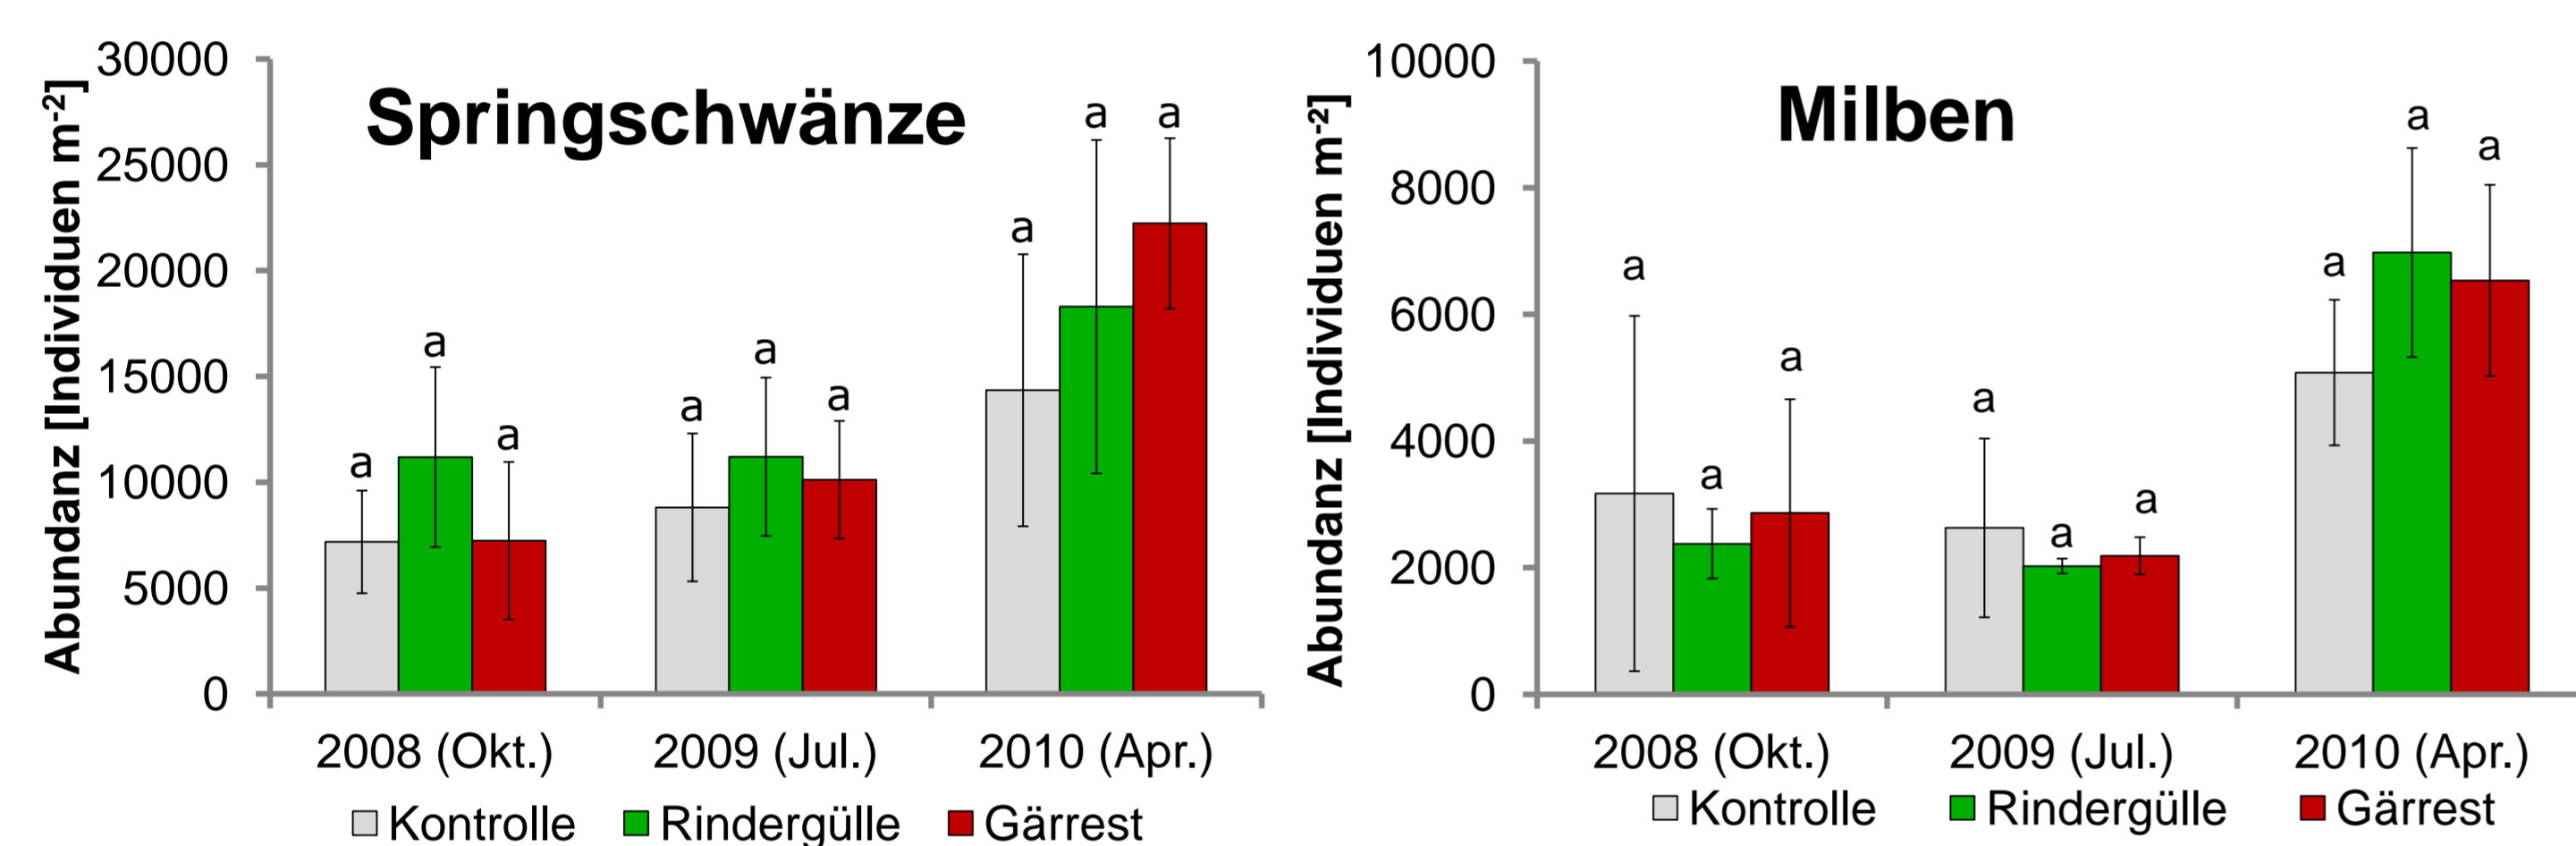 Springschwänze
Abundanz [Individuen m⁻²]
30000
25000
20000
15000
10000
5000
0
a a a a a a a a a
2008 (Okt.) 2009 (Jul.) 2010 (Apr.)
Kontrolle Rindergülle Gärrest
Milben
Abundanz [Individuen m⁻²]
10000
8000
6000
4000
2000
0
a a a a a a a a a
2008 (Okt.) 2009 (Jul.) 2010 (Apr.)
Kontrolle Rindergülle Gärrest